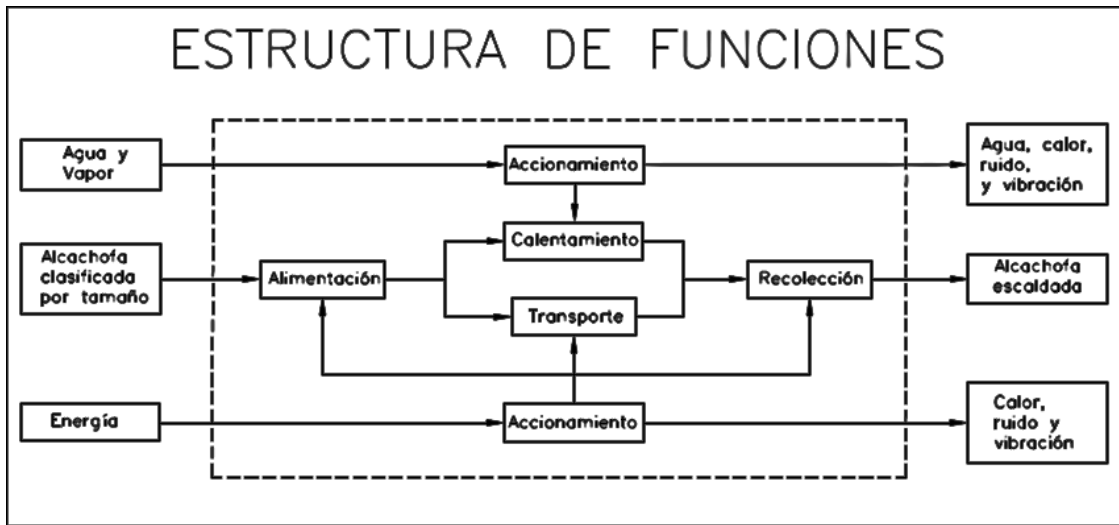 ESTRUCTURA DE FUNCIONES
Agua y
Vapor
Accionamiento
Agua, calor,
ruido,
y vibración
Alcachofa
clasificada
por tamaño
Alimentación
Calentamiento
Transporte
Recolección
Alcachofa
escaldada
Energía
Accionamiento
Calor,
ruido y
vibración